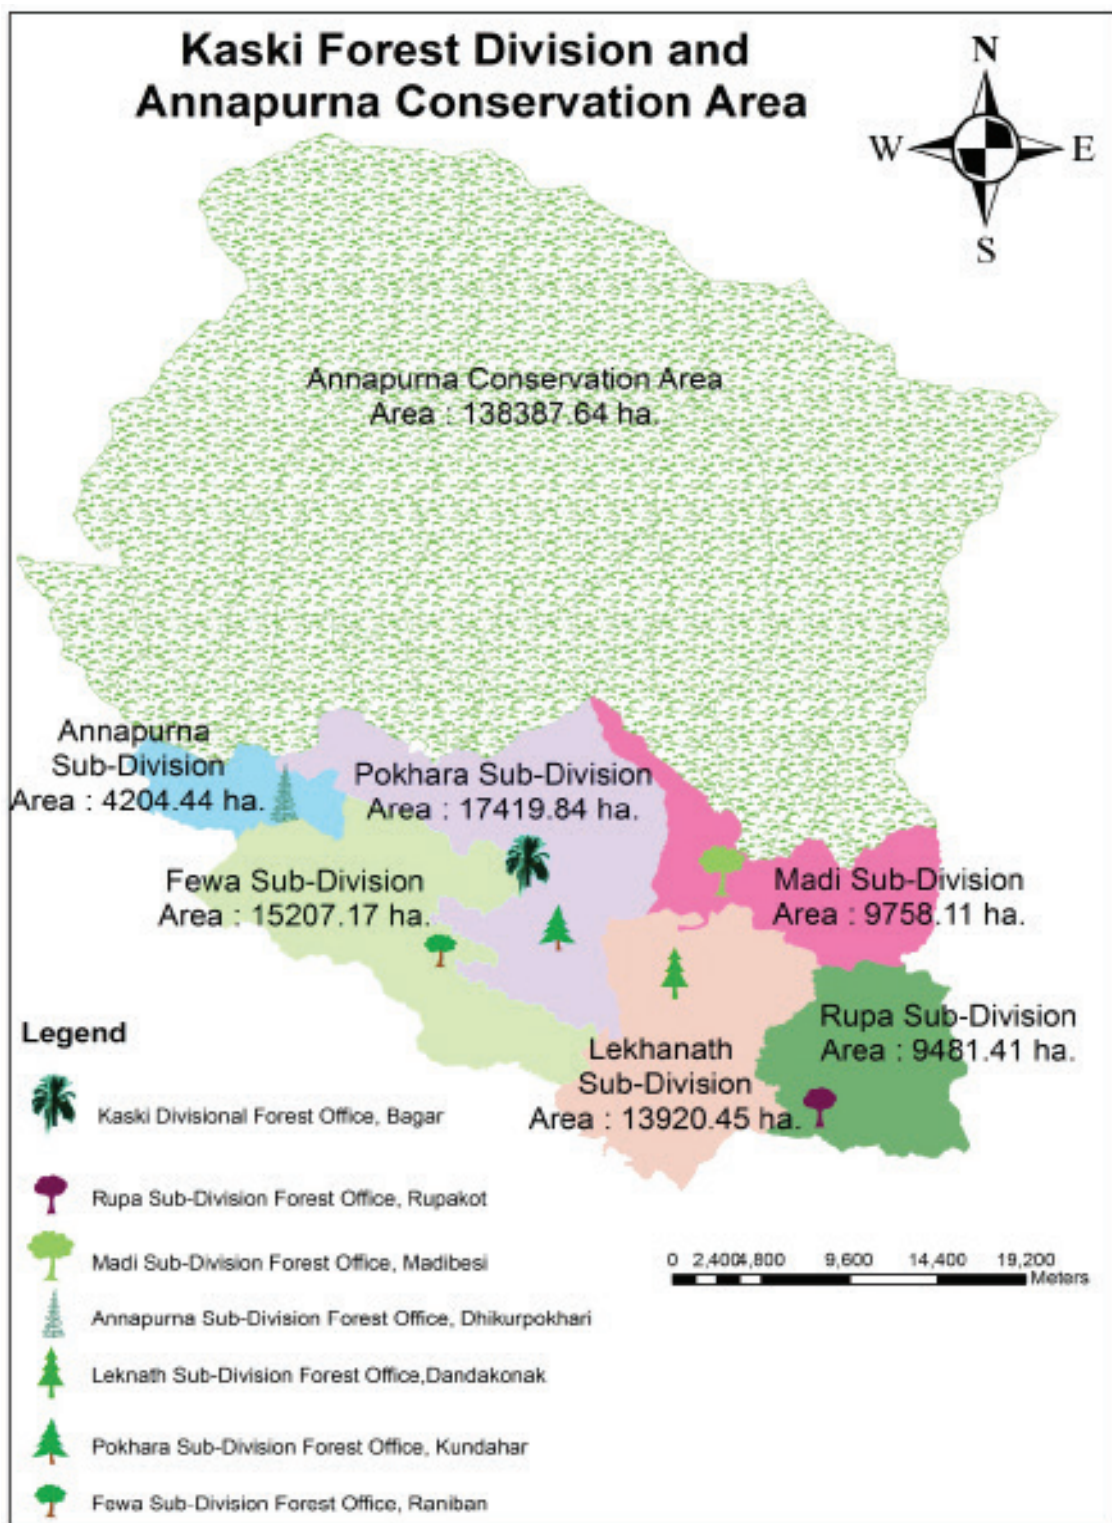 Kaski Forest Division and
Annapurna Conservation Area
N
W
E
S
Annapurna Conservation Area
Area : 138387.64 ha.
Annapurna
Sub-Division
Area : 4204.44 ha.
Pokhara Sub-Division
Area : 17419.84 ha.
Fewa Sub-Division
Area : 15207.17 ha.
Madi Sub-Division
Area : 9758.11 ha.
Rupa Sub-Division
Area : 9481.41 ha.
Lekhanath
Sub-Division
Area : 13920.45 ha.
Legend
Kaski Divisional Forest Office, Bagar
Rupa Sub-Division Forest Office, Rupakot
Madi Sub-Division Forest Office, Madibesi
Annapurna Sub-Division Forest Office, Dhikurpokhari
Leknath Sub-Division Forest Office,Dandakonak
Pokhara Sub-Division Forest Office, Kundahar
Fewa Sub-Division Forest Office, Raniban
0 2,4004,800 9,600 14,400 19,200
Meters